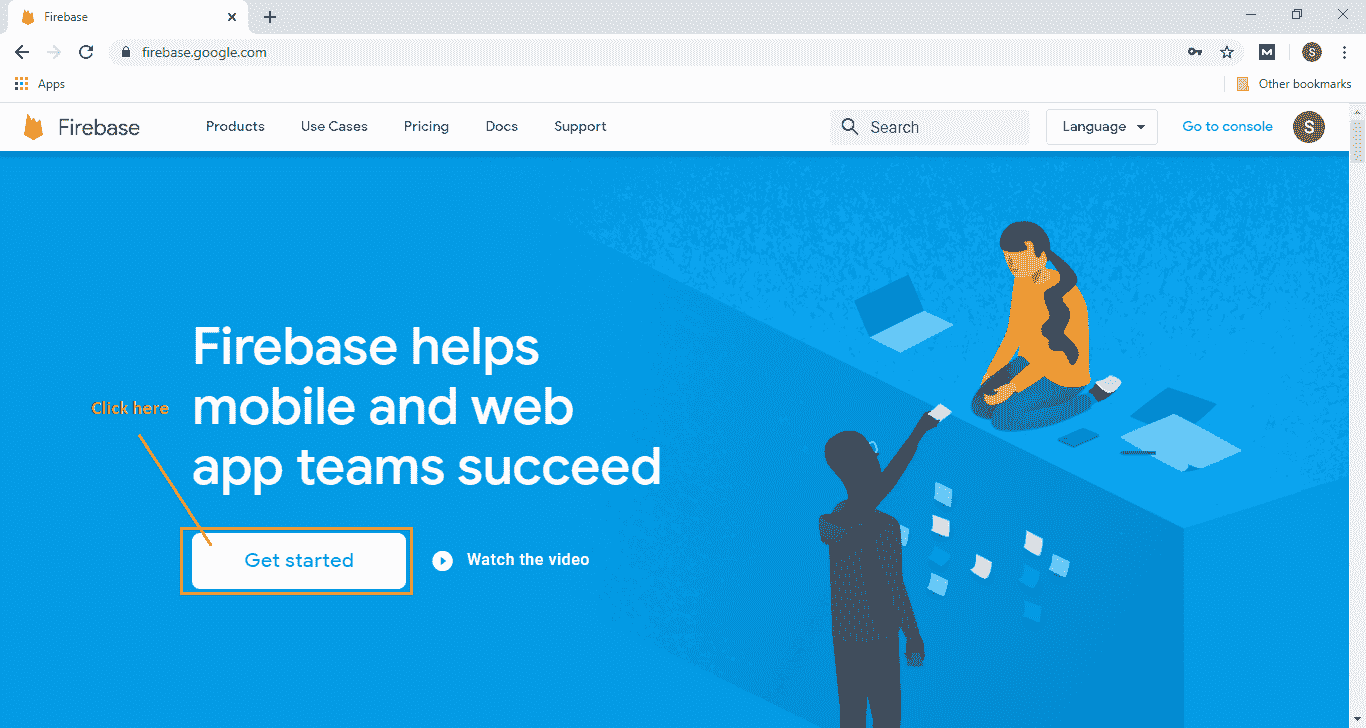 Firebase
firebase.google.com
Apps
Other bookmarks
Firebase
Products
Use Cases
Pricing
Docs
Support
Search
Language
Go to console
S
Firebase helps
mobile and web
app teams succeed
Click here
Get started
Watch the video